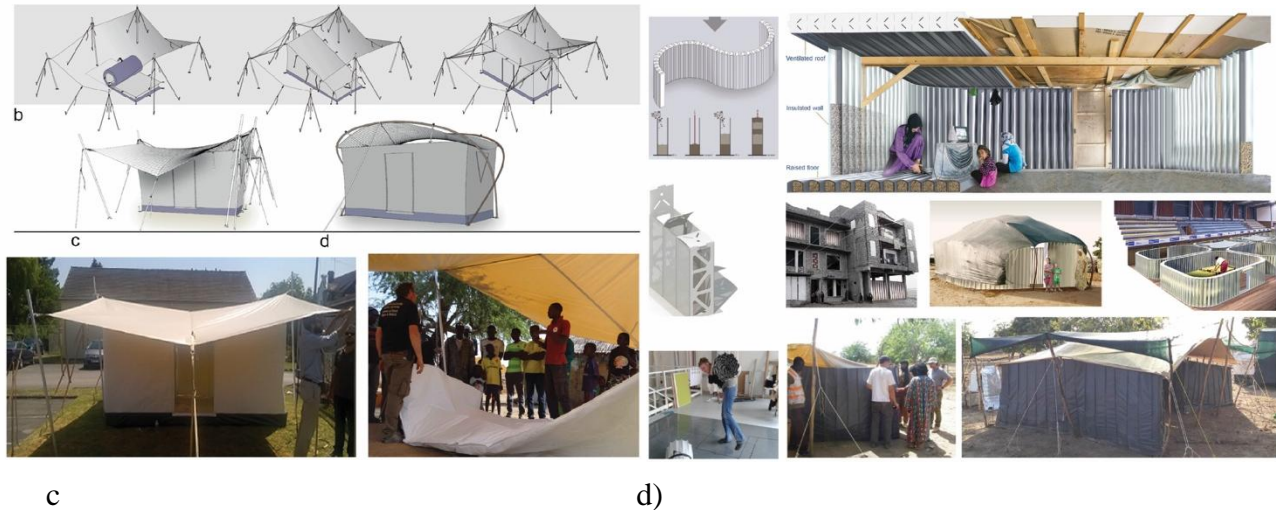 b
c
d
Ventilated roof
Insulated wall
Raised floor
c
d)